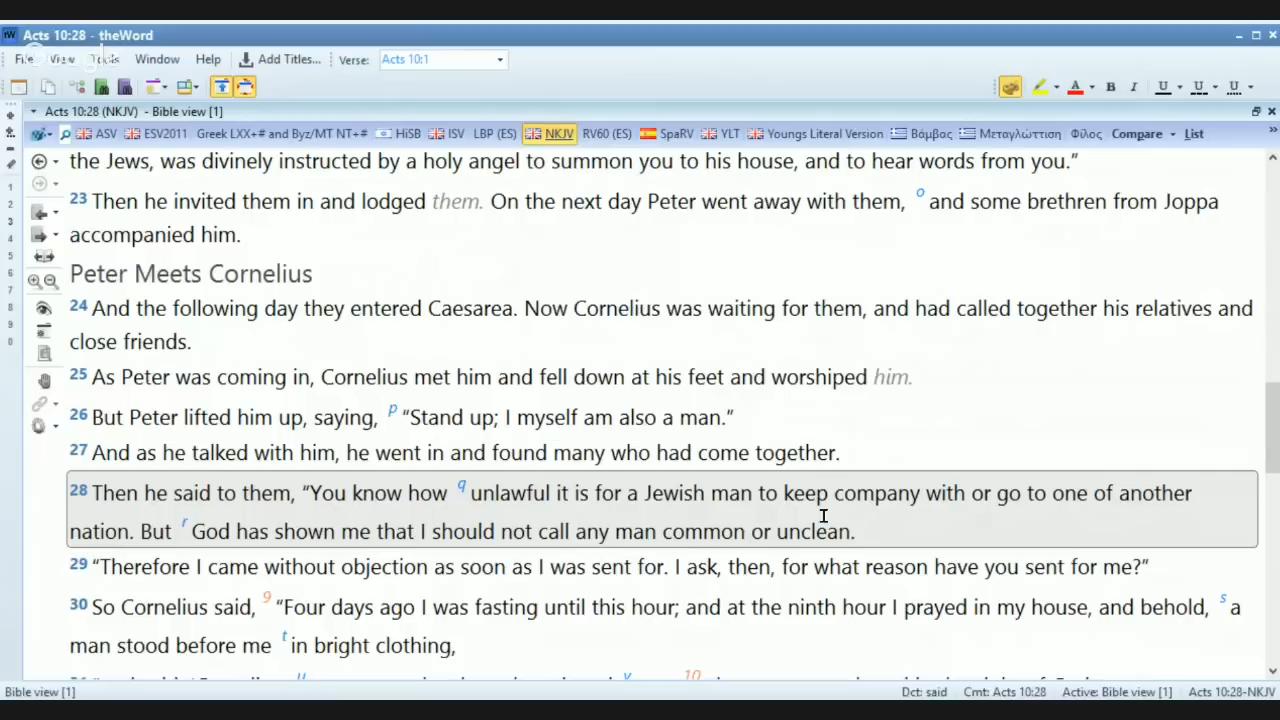 Acts 10:28 - theWord
File View Tools Window Help Add Titles... Verse: Acts 10:1
B I U U U
Acts 10:28 (NKJV) - Bible view [1]
ASV ESV2011 Greek LXX+# and Byz/MT NT+# HiSB ISV LBP (ES) NKJV RV60 (ES) SpaRV YLT Youngs Literal Version Βάμβας Μεταγλώττιση Φίλος Compare List
the Jews, was divinely instructed by a holy angel to summon you to his house, and to hear words from you.”
23 Then he invited them in and lodged them. On the next day Peter went away with them, o and some brethren from Joppa
accompanied him.
Peter Meets Cornelius
24 And the following day they entered Caesarea. Now Cornelius was waiting for them, and had called together his relatives and
close friends.
25 As Peter was coming in, Cornelius met him and fell down at his feet and worshiped him.
26 But Peter lifted him up, saying, p “Stand up; I myself am also a man.”
27 And as he talked with him, he went in and found many who had come together.
28 Then he said to them, “You know how q unlawful it is for a Jewish man to keep company with or go to one of another
nation. But r God has shown me that I should not call any man common or unclean.
29 “Therefore I came without objection as soon as I was sent for. I ask, then, for what reason have you sent for me?”
30 So Cornelius said, 9 “Four days ago I was fasting until this hour; and at the ninth hour I prayed in my house, and behold, s a
man stood before me t in bright clothing,
1
2
3
4
5
6
7
8
9
0
Bible view [1] Dct: said Cmt: Acts 10:28 Active: Bible view [1] Acts 10:28-NKJV